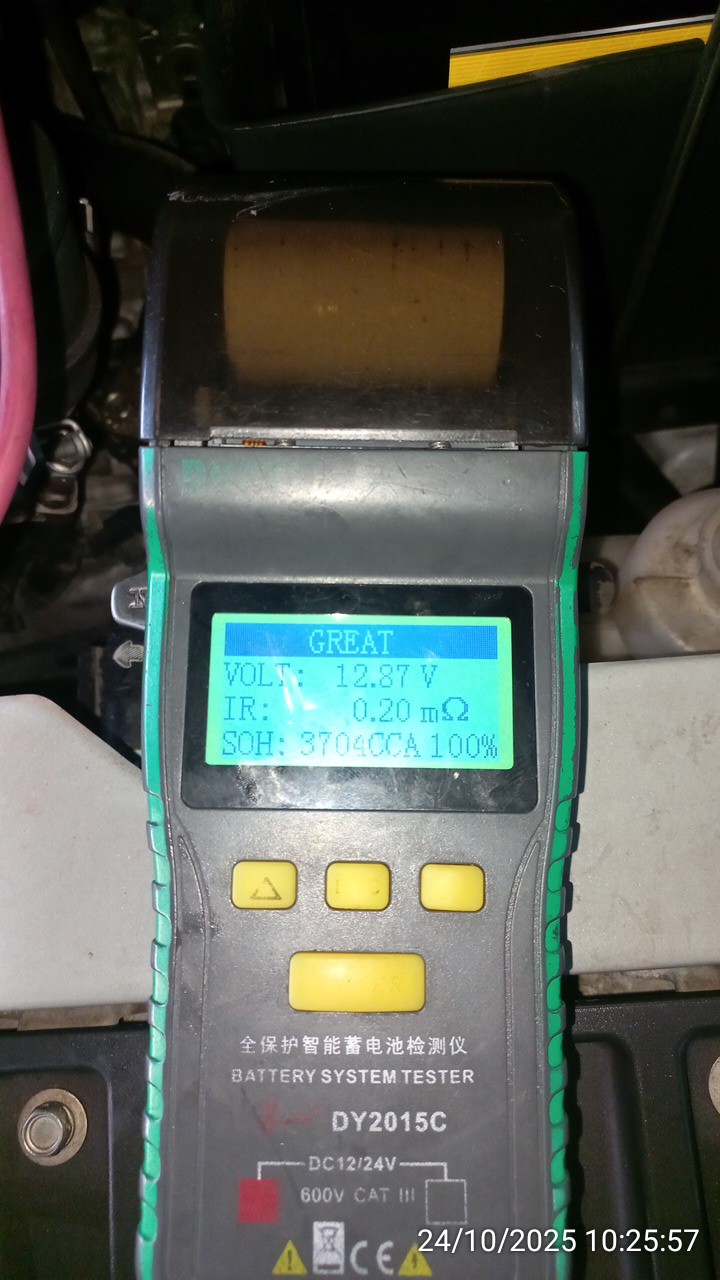 GREAT
VOLT: 12.87 V
IR: 0.20 mΩ
SOH: 3704CCA 100%
全保护智能蓄电池检测仪
BATTERY SYSTEM TESTER
DY2015C
DC12/24V
600V CAT III
CE
24/10/2025 10:25:57